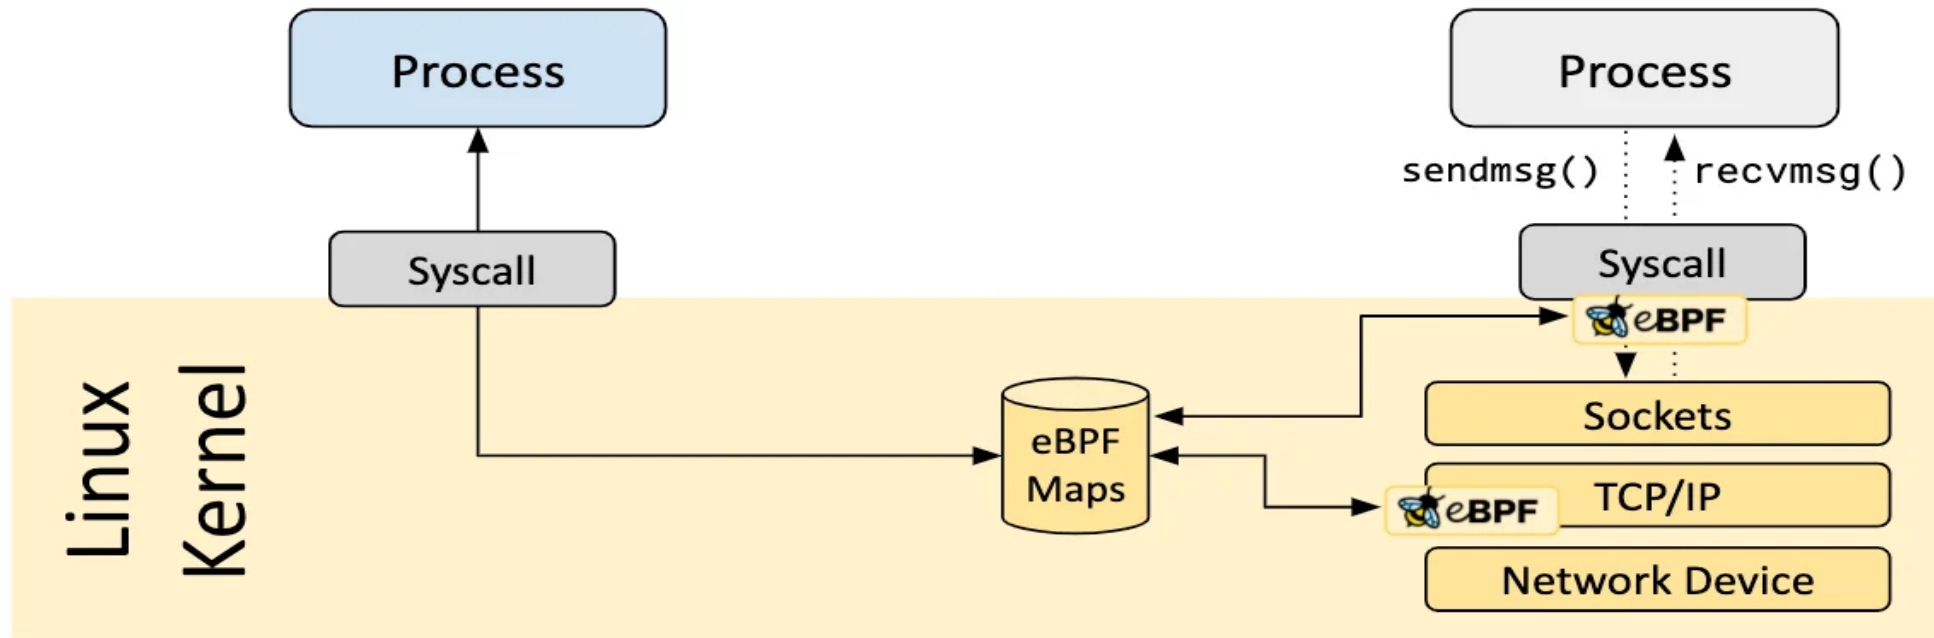 Process
Process
sendmsg()
recvmsg()
Syscall
Syscall
eBPF
Linux
Kernel
eBPF
Maps
Sockets
eBPF
TCP/IP
Network Device